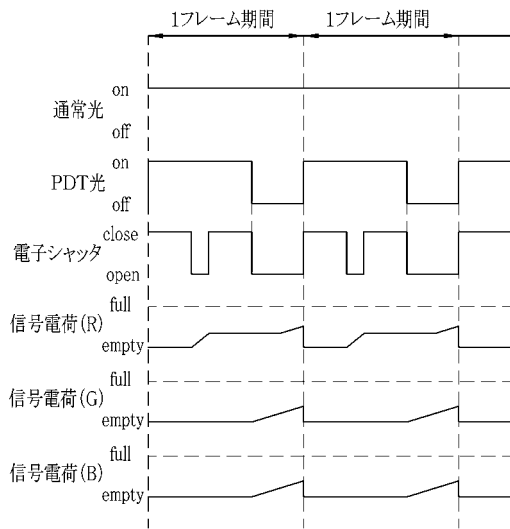 1フレーム期間 1フレーム期間
on
通常光
off
on
PDT光
off
close
電子シャッタ
open
full
信号電荷(R)
empty
full
信号電荷(G)
empty
full
信号電荷(B)
empty